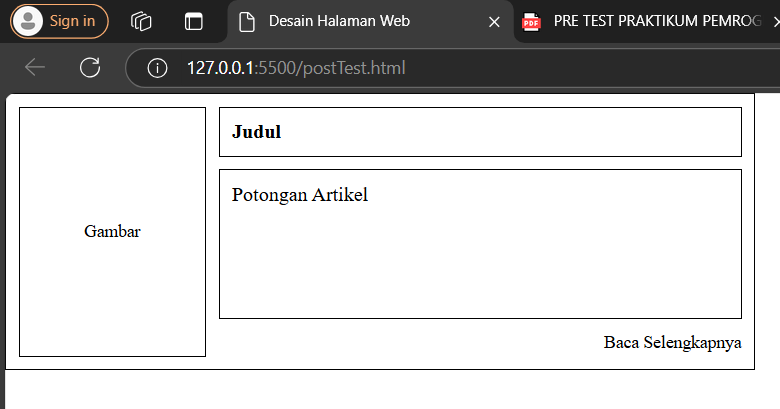 Sign in
Desain Halaman Web
PRE TEST PRAKTIKUM PEMROG
127.0.0.1:5500/postTest.html
Gambar
Judul
Potongan Artikel
Baca Selengkapnya